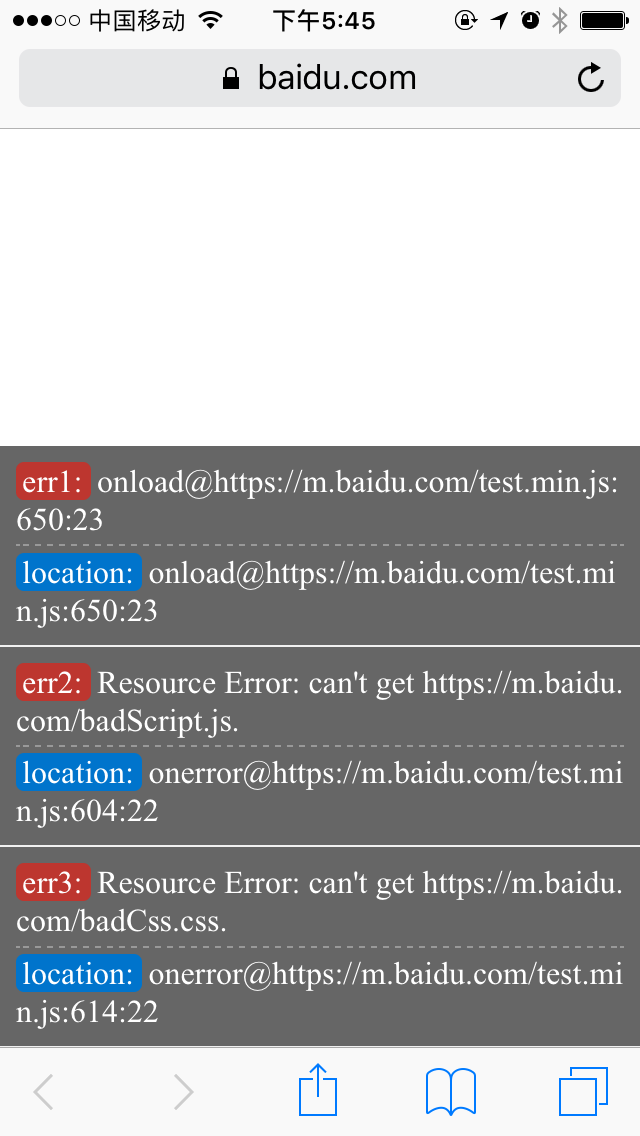 中国移动 下午5:45
baidu.com
err1: onload@https://m.baidu.com/test.min.js:
650:23
location: onload@https://m.baidu.com/test.mi
n.js:650:23
err2: Resource Error: can't get https://m.baidu.
com/badScript.js.
location: onerror@https://m.baidu.com/test.mi
n.js:604:22
err3: Resource Error: can't get https://m.baidu.
com/badCss.css.
location: onerror@https://m.baidu.com/test.mi
n.js:614:22